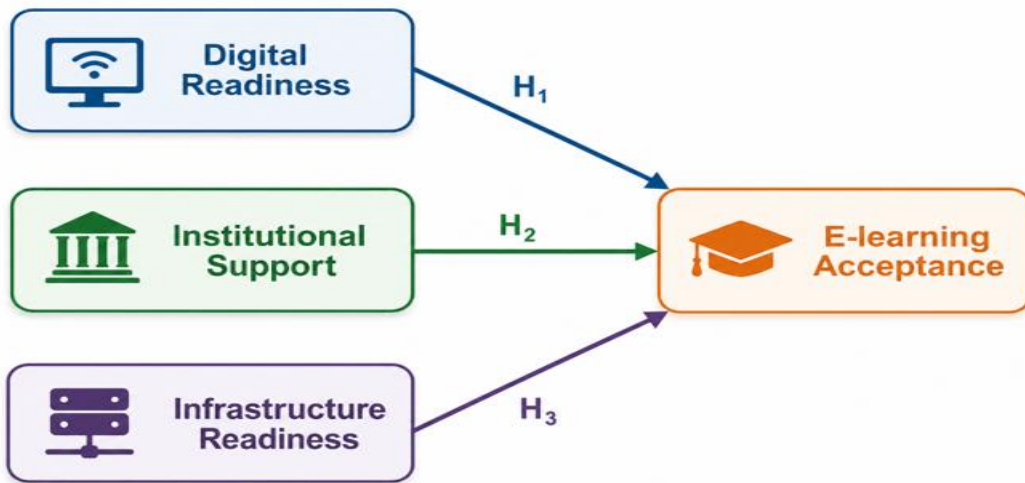 Digital
Readiness
H₁
Institutional
Support
H₂
E-learning
Acceptance
Infrastructure
Readiness
H₃